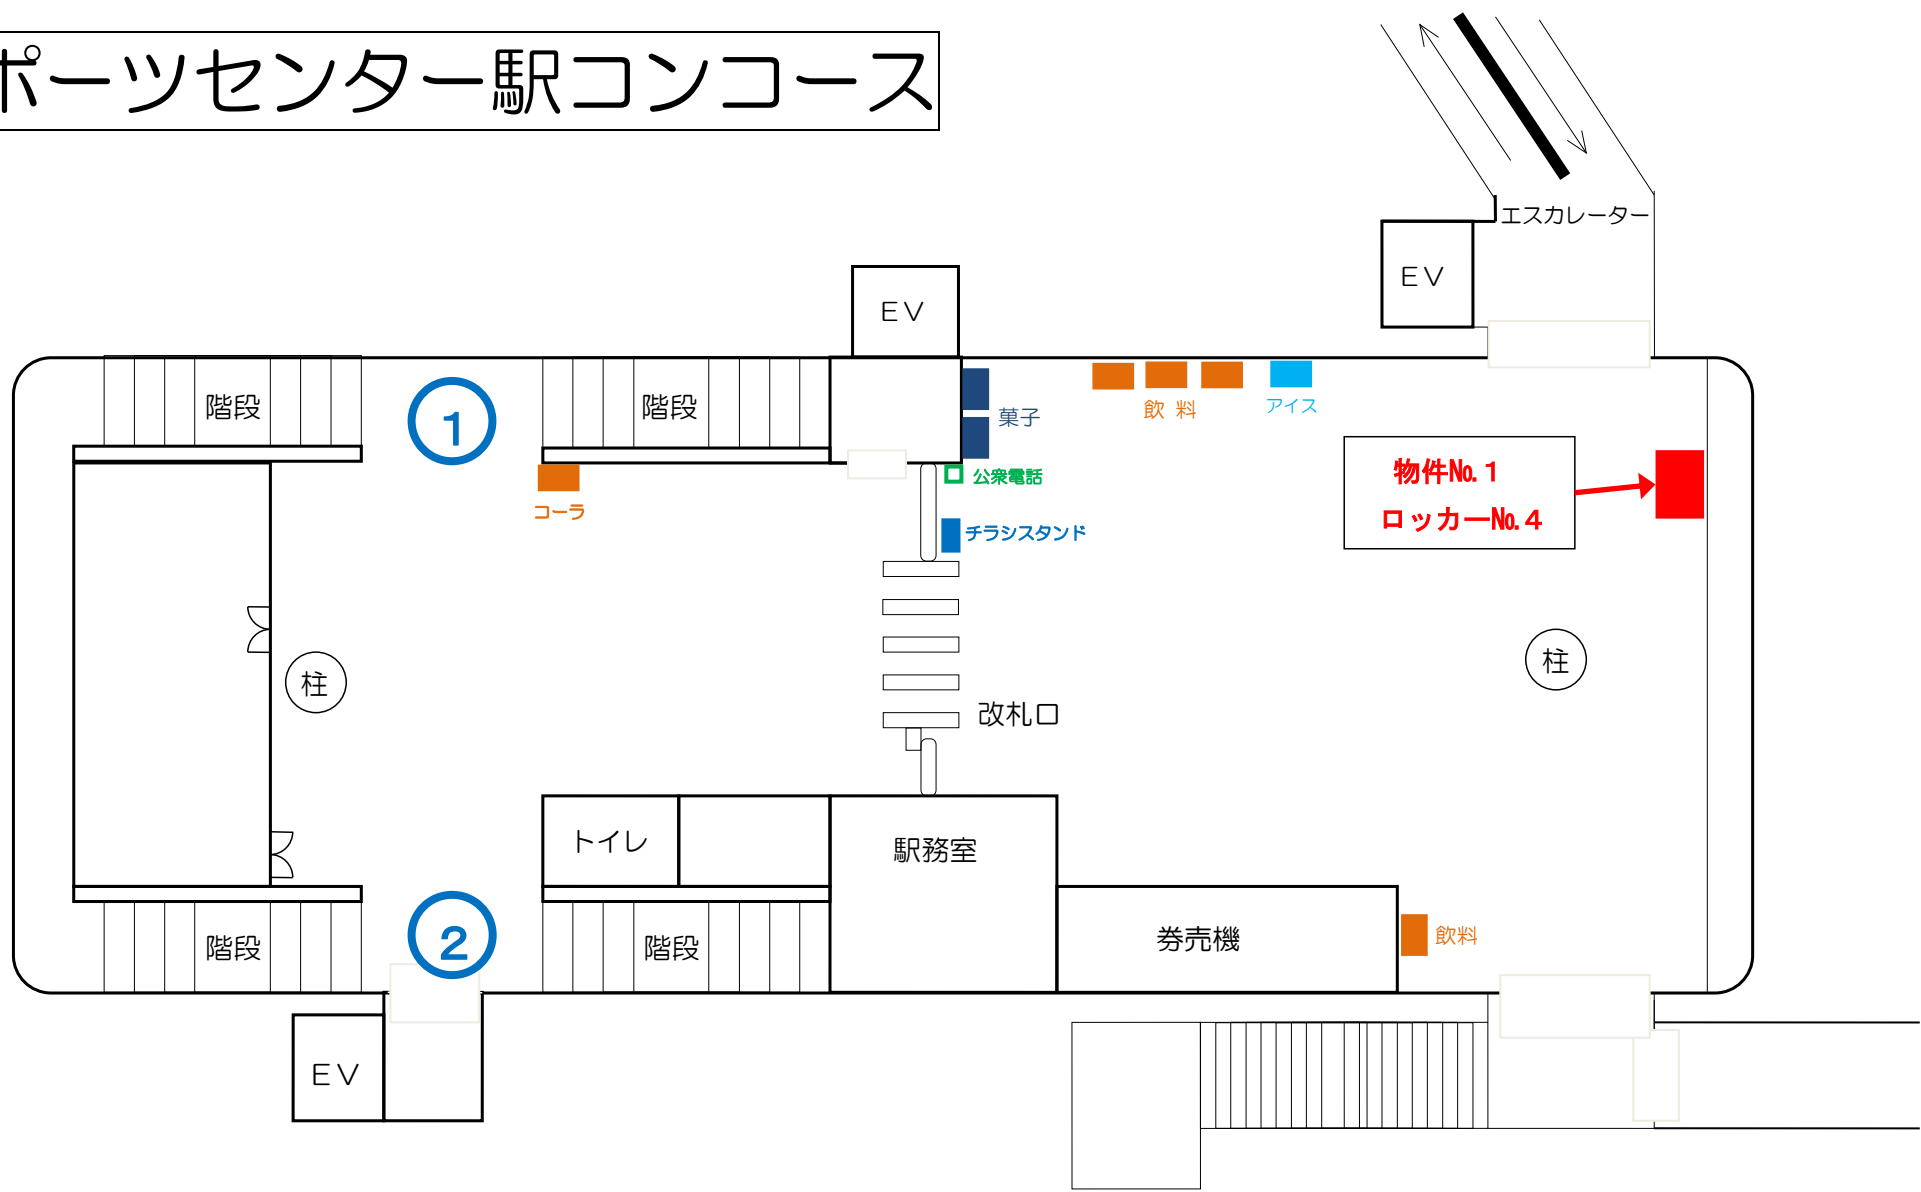 ポーツセンター駅コンコース
エスカレーター
EV
EV
階段
1
階段
菓子
飲 料
アイス
物件№.1
ロッカー№.4
コーラ
公衆電話
チラシスタンド
柱
柱
改札口
トイレ
駅務室
階段
2
階段
券売機
飲料
EV